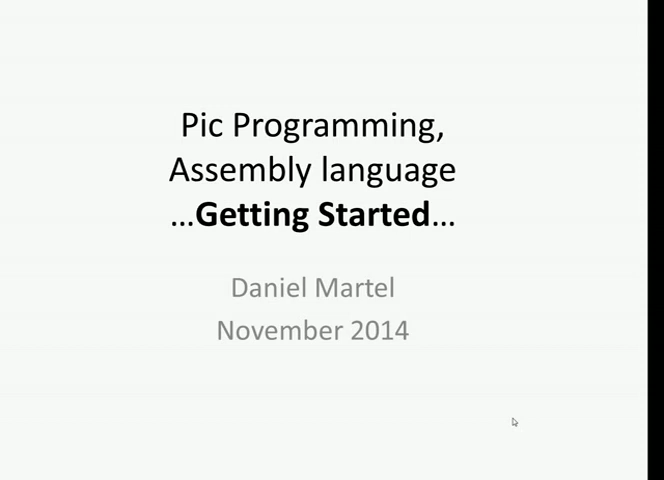 Pic Programming,
Assembly language
...Getting Started...
Daniel Martel
November 2014